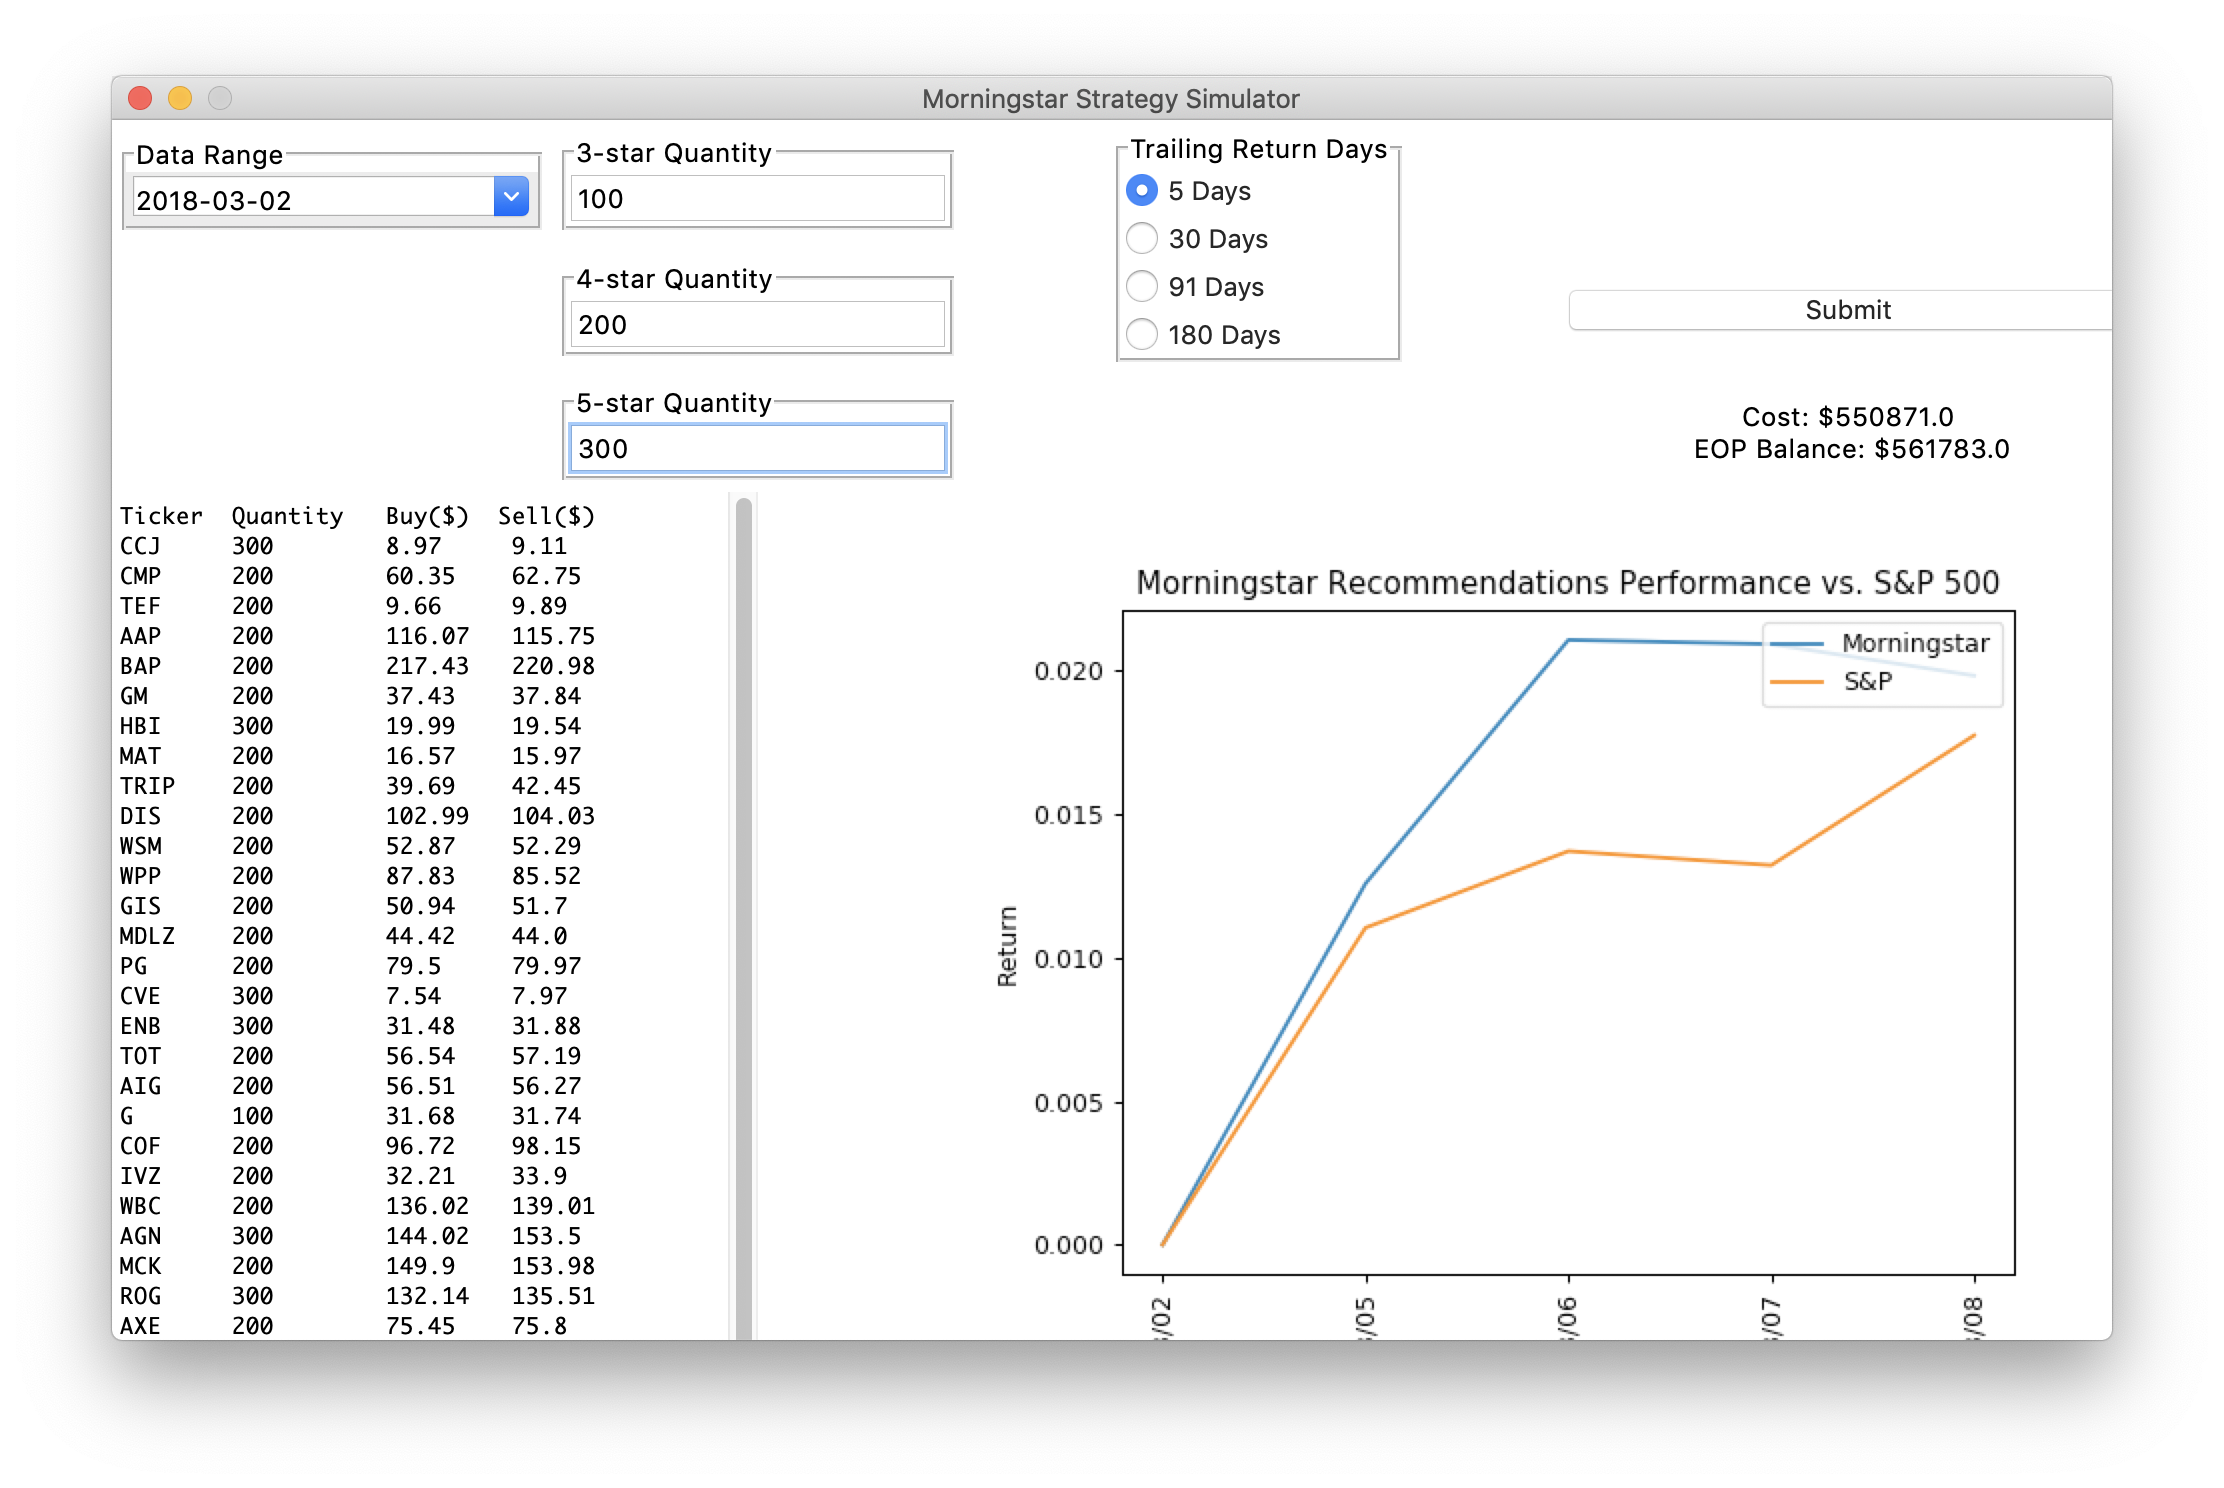 Morningstar Strategy Simulator
Data Range
2018-03-02
3-star Quantity
100
4-star Quantity
200
5-star Quantity
300
Trailing Return Days
5 Days
30 Days
91 Days
180 Days
Submit
Cost: $550871.0
EOP Balance: $561783.0
Ticker Quantity Buy($) Sell($)
CCJ 300 8.97 9.11
CMP 200 60.35 62.75
TEF 200 9.66 9.89
AAP 200 116.07 115.75
BAP 200 217.43 220.98
GM 200 37.43 37.84
HBI 300 19.99 19.54
MAT 200 16.57 15.97
TRIP 200 39.69 42.45
DIS 200 102.99 104.03
WSM 200 52.87 52.29
WPP 200 87.83 85.52
GIS 200 50.94 51.7
MDLZ 200 44.42 44.0
PG 200 79.5 79.97
CVE 300 7.54 7.97
ENB 300 31.48 31.88
TOT 200 56.54 57.19
AIG 200 56.51 56.27
G 100 31.68 31.74
COF 200 96.72 98.15
IVZ 200 32.21 33.9
WBC 200 136.02 139.01
AGN 300 144.02 153.5
MCK 200 149.9 153.98
ROG 300 132.14 135.51
AXE 200 75.45 75.8
Morningstar Recommendations Performance vs. S&P 500
Morningstar
S&P
0.020
0.015
0.010
0.005
0.000
Return
/02
/05
/06
/07
/08